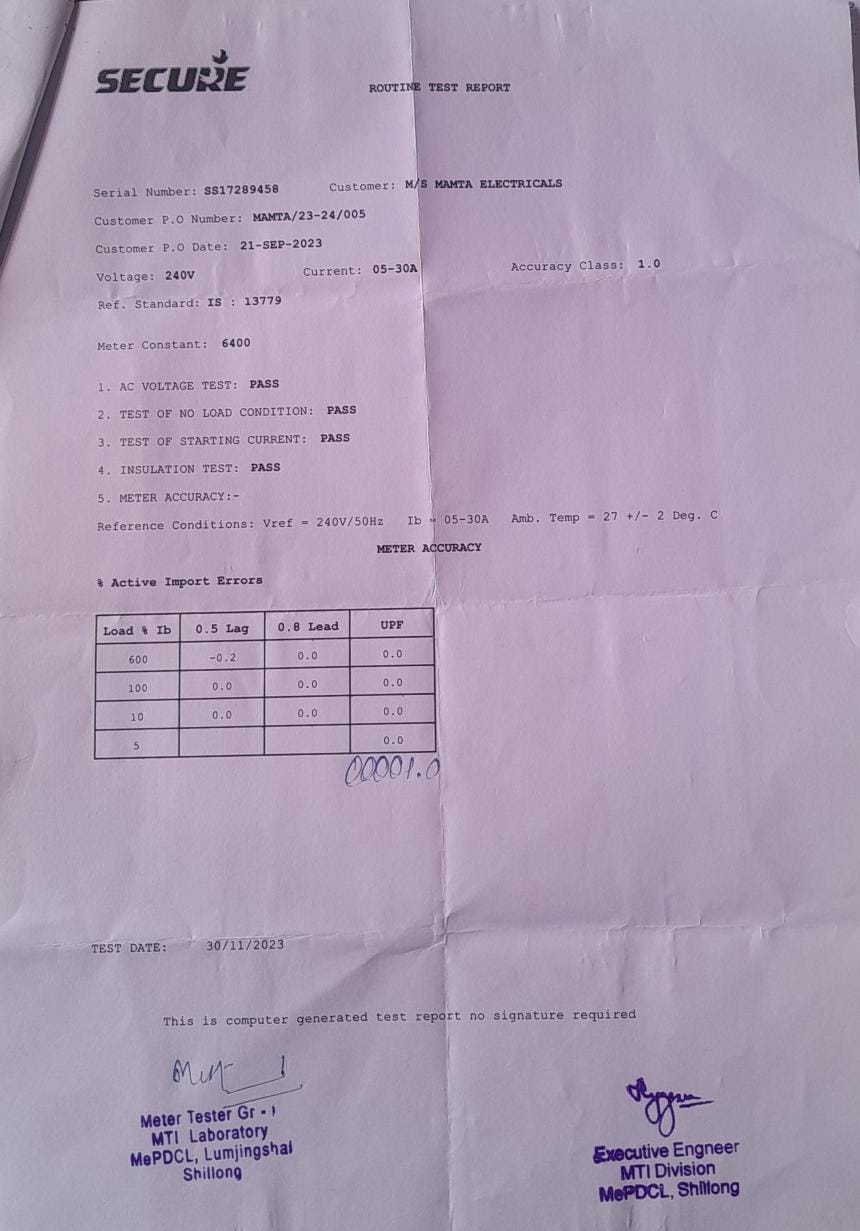 SECURE
ROUTINE TEST REPORT
Serial Number: SS17289458 Customer: M/S MAMTA ELECTRICALS
Customer P.O Number: MAMTA/23-24/005
Customer P.O Date: 21-SEP-2023
Voltage: 240V Current: 05-30A Accuracy Class: 1.0
Ref. Standard: IS : 13779
Meter Constant: 6400
1. AC VOLTAGE TEST: PASS
2. TEST OF NO LOAD CONDITION: PASS
3. TEST OF STARTING CURRENT: PASS
4. INSULATION TEST: PASS
5. METER ACCURACY:-
Reference Conditions: Vref = 240V/50Hz Ib = 05-30A Amb. Temp = 27 +/- 2 Deg. C
METER ACCURACY
% Active Import Errors
Load % Ib 0.5 Lag 0.8 Lead UPF
600 -0.2 0.0 0.0
100 0.0 0.0 0.0
10 0.0 0.0 0.0
5 0.0
00001.0
TEST DATE: 30/11/2023
This is computer generated test report no signature required
Meter Tester Gr - I
MTI Laboratory
MePDCL, Lumjingshai
Shillong
Executive Engneer
MTI Division
MePDCL, Shillong